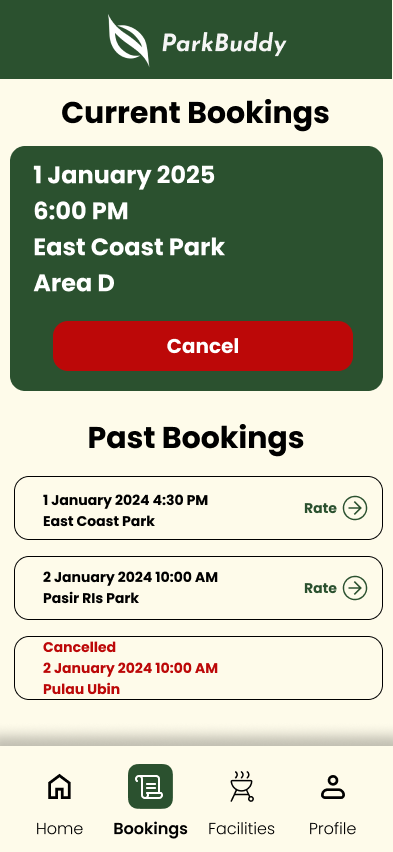 ParkBuddy
Current Bookings
1 January 2025
6:00 PM
East Coast Park
Area D
Cancel
Past Bookings
1 January 2024 4:30 PM
East Coast Park
Rate
2 January 2024 10:00 AM
Pasir RIs Park
Rate
Cancelled
2 January 2024 10:00 AM
Pulau Ubin
Home
Bookings
Facilities
Profile